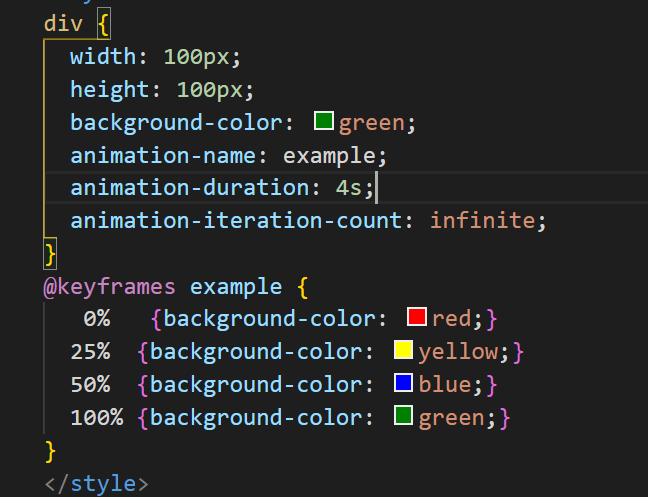 div {
  width: 100px;
  height: 100px;
  background-color: green;
  animation-name: example;
  animation-duration: 4s;
  animation-iteration-count: infinite;
}
@keyframes example {
   0%   {background-color: red;}
  25%  {background-color: yellow;}
  50%  {background-color: blue;}
  100% {background-color: green;}
}
</style>